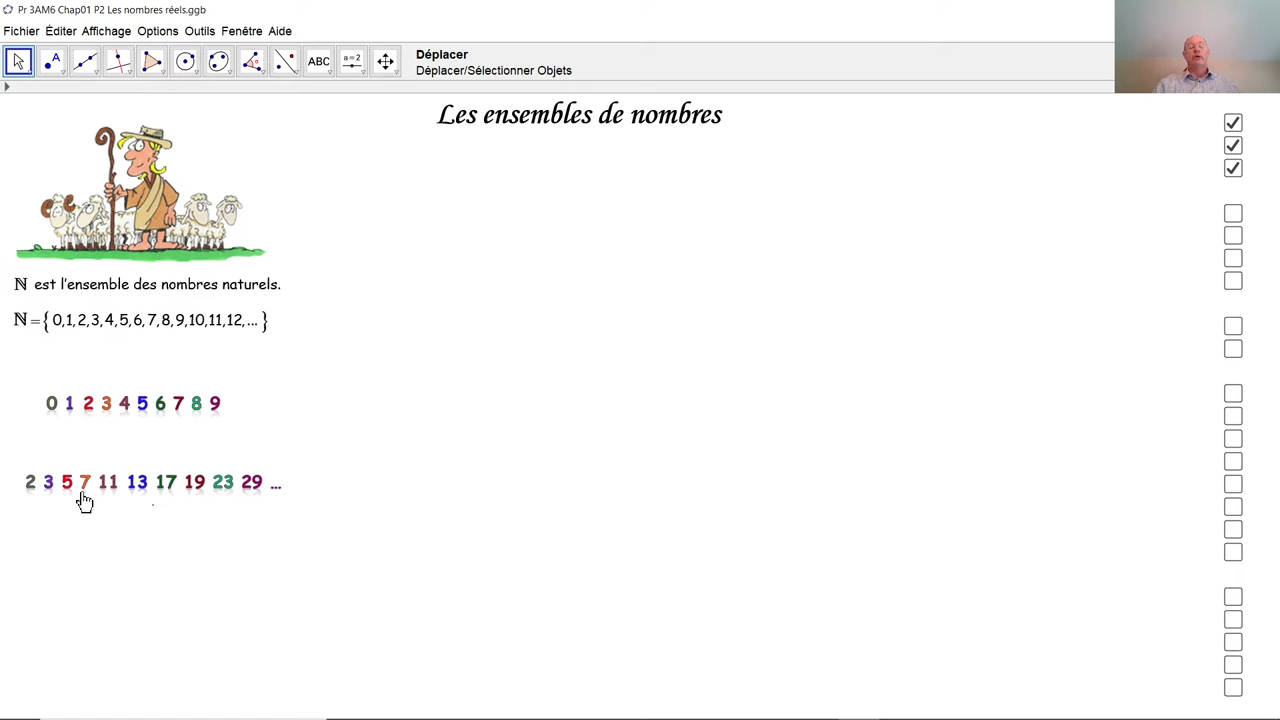 Pr 3AM6 Chap01 P2 Les nombres réels.ggb
Fichier Éditer Affichage Options Outils Fenêtre Aide
A
ABC
a=2
Déplacer
Déplacer/Sélectionner Objets
Les ensembles de nombres
ℕ est l'ensemble des nombres naturels.
ℕ={0,1,2,3,4,5,6,7,8,9,10,11,12,...}
0 1 2 3 4 5 6 7 8 9
2 3 5 7 11 13 17 19 23 29 ...